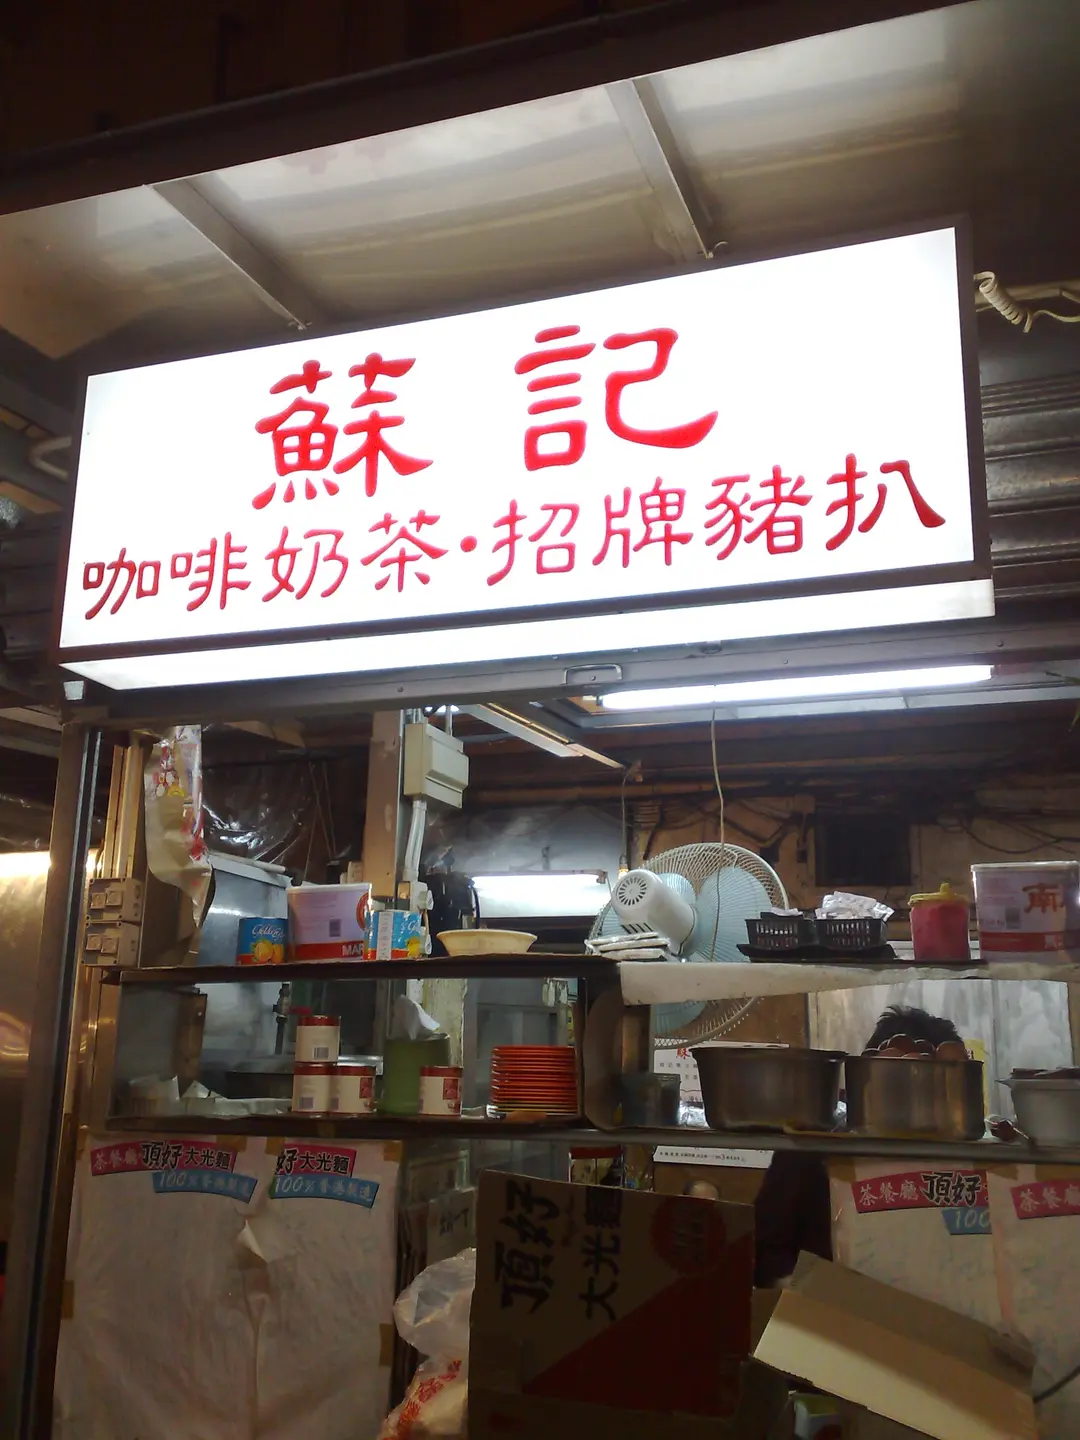 蘇記
咖啡奶茶·招牌豬扒
南
茶餐廳頂好大光麵
100%香港製造
好大光麵
100%香港製造
頂好
大光麵
茶餐廳頂好
100
茶餐廳